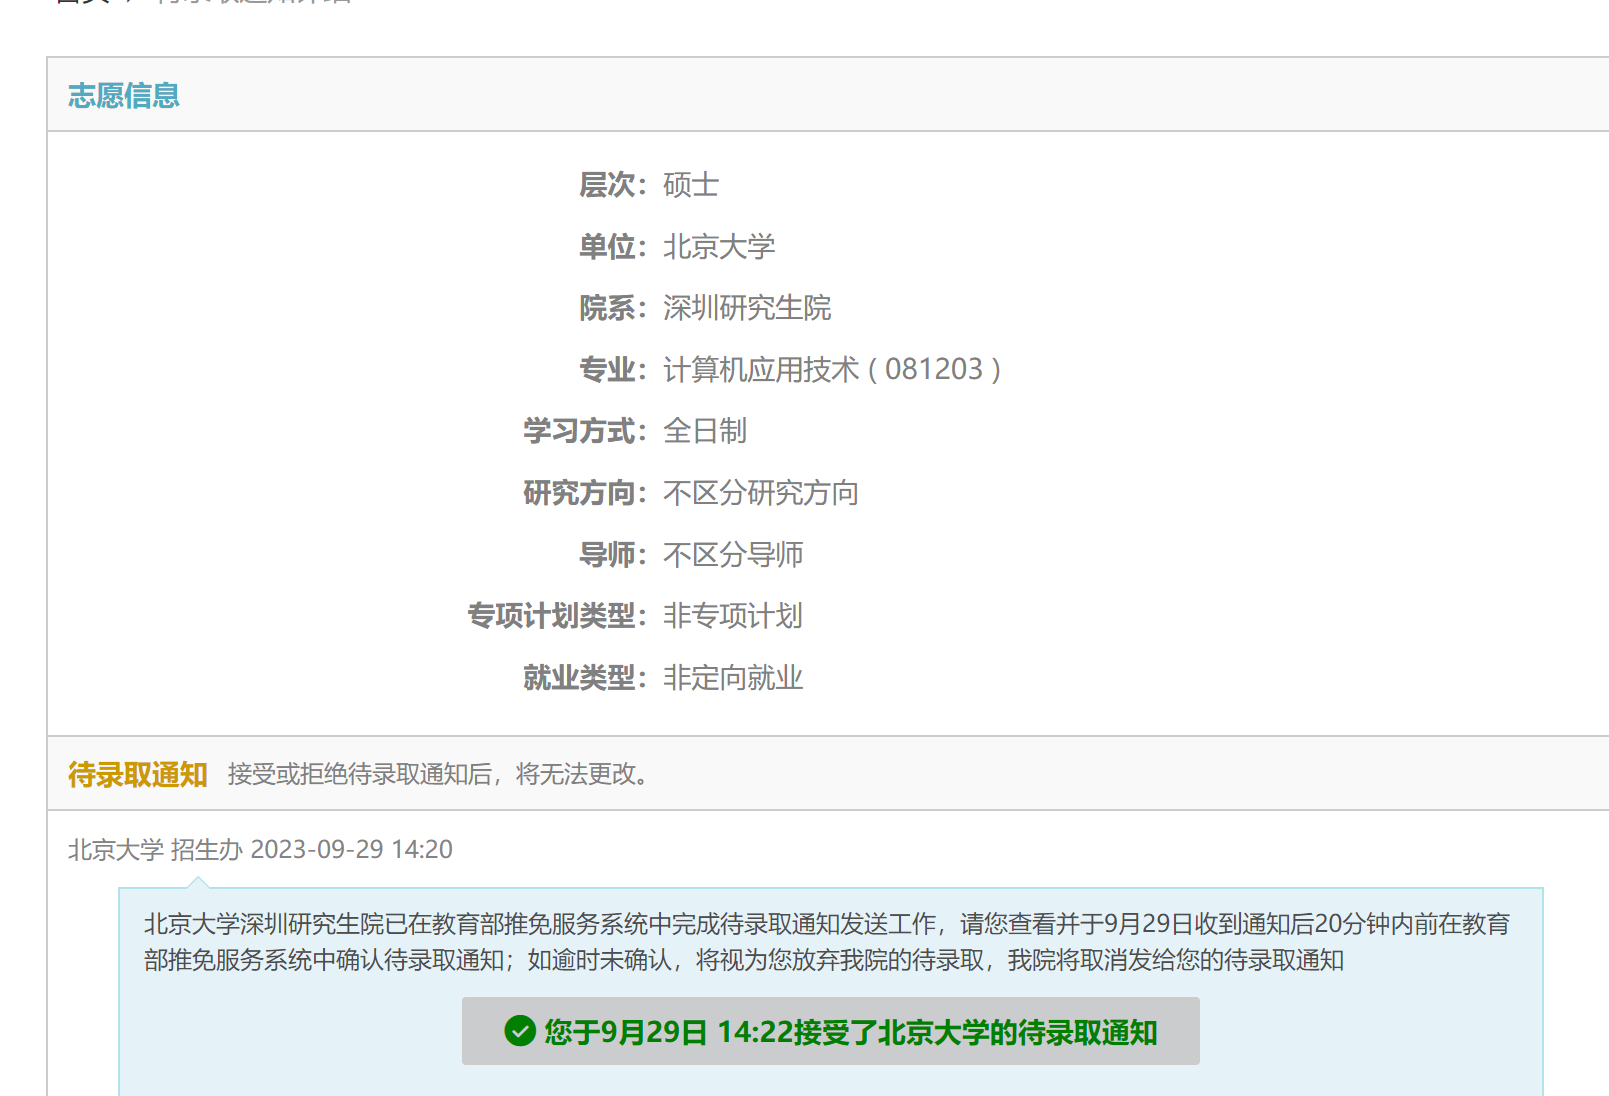 志愿信息
层次：硕士
单位：北京大学
院系：深圳研究生院
专业：计算机应用技术 ( 081203 )
学习方式：全日制
研究方向：不区分研究方向
导师：不区分导师
专项计划类型：非专项计划
就业类型：非定向就业
待录取通知 接受或拒绝待录取通知后，将无法更改。
北京大学 招生办 2023-09-29 14:20
北京大学深圳研究生院已在教育部推免服务系统中完成待录取通知发送工作，请您查看并于9月29日收到通知后20分钟内前在教育
部推免服务系统中确认待录取通知；如逾时未确认，将视为您放弃我院的待录取，我院将取消发给您的待录取通知
您于9月29日 14:22接受了北京大学的待录取通知